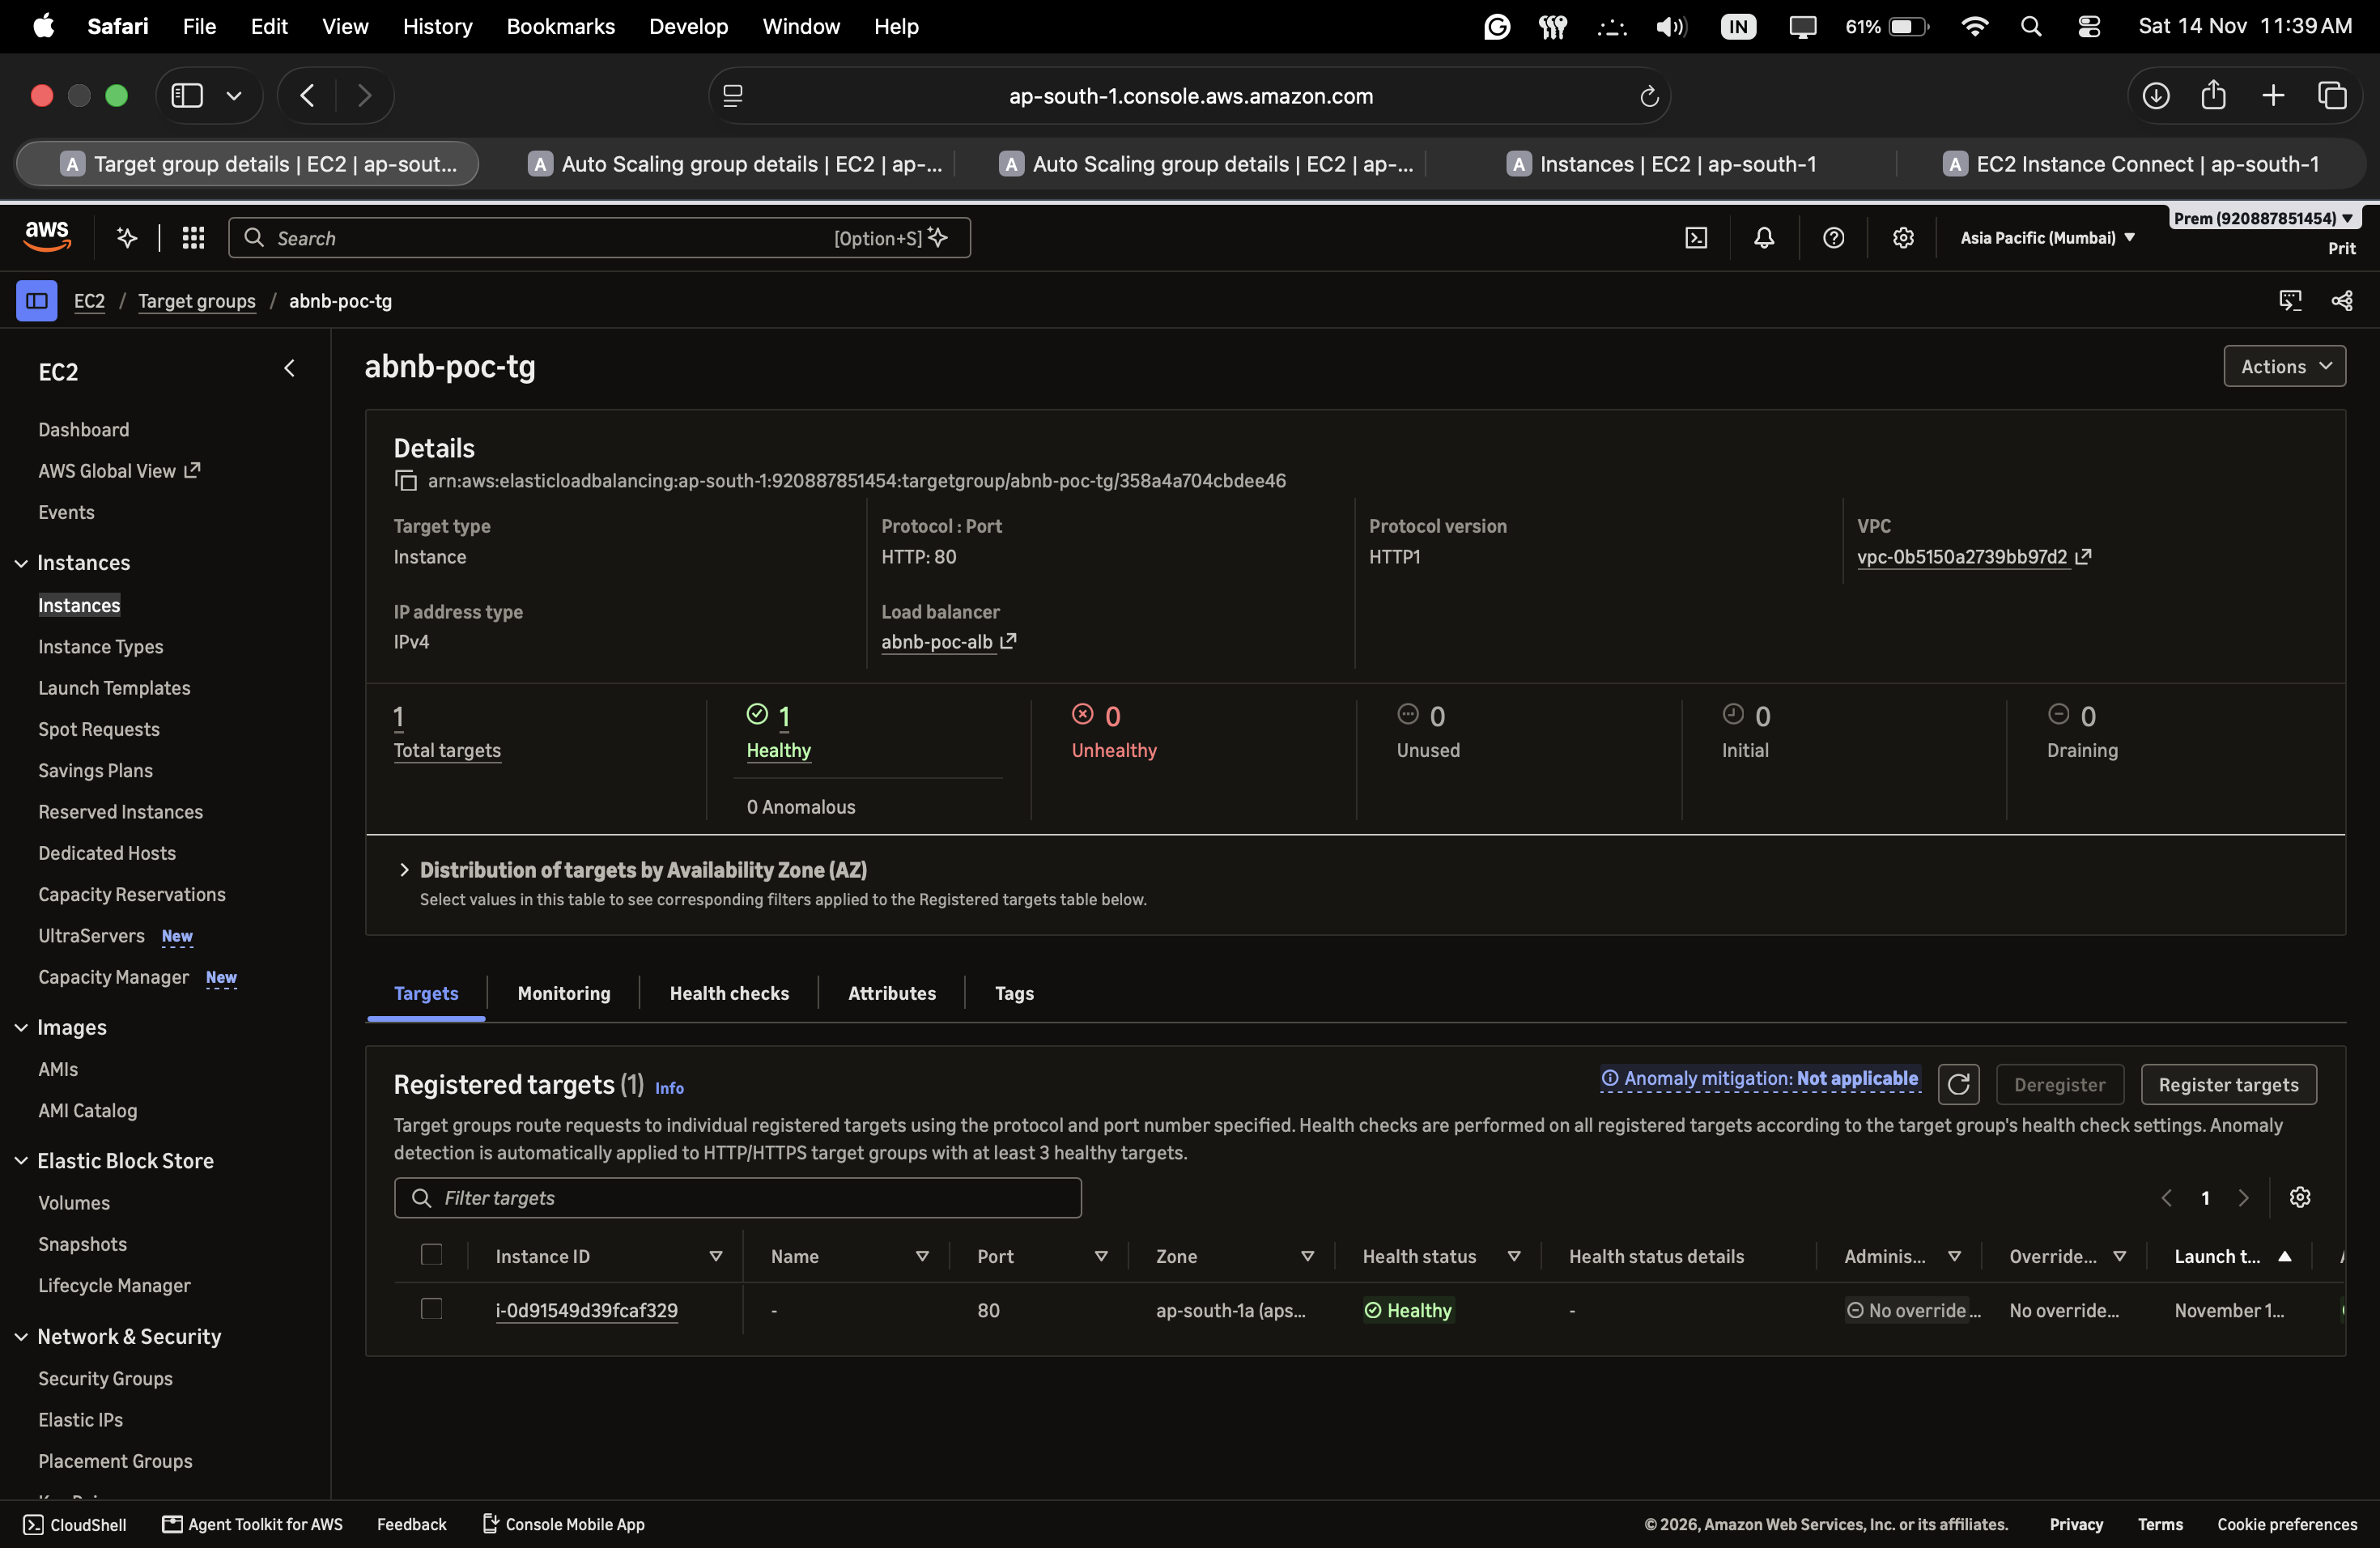 Safari File Edit View History Bookmarks Develop Window Help IN 61% Sat 14 Nov 11:39 AM
ap-south-1.console.aws.amazon.com
Target group details | EC2 | ap-sout... Auto Scaling group details | EC2 | ap-... Auto Scaling group details | EC2 | ap-... Instances | EC2 | ap-south-1 EC2 Instance Connect | ap-south-1
aws Search [Option+S] Asia Pacific (Mumbai) Prem (920887851454)
Prit
EC2 / Target groups / abnb-poc-tg
EC2
Dashboard
AWS Global View
Events
Instances
Instances
Instance Types
Launch Templates
Spot Requests
Savings Plans
Reserved Instances
Dedicated Hosts
Capacity Reservations
UltraServers New
Capacity Manager New
Images
AMIs
AMI Catalog
Elastic Block Store
Volumes
Snapshots
Lifecycle Manager
Network & Security
Security Groups
Elastic IPs
Placement Groups
abnb-poc-tg
Actions
Details
arn:aws:elasticloadbalancing:ap-south-1:920887851454:targetgroup/abnb-poc-tg/358a4a704cbdee46
Target type Protocol : Port Protocol version VPC
Instance HTTP: 80 HTTP1 vpc-0b5150a2739bb97d2
IP address type Load balancer
IPv4 abnb-poc-alb
1 1 0 0 0 0
Total targets Healthy Unhealthy Unused Initial Draining
0 Anomalous
Distribution of targets by Availability Zone (AZ)
Select values in this table to see corresponding filters applied to the Registered targets table below.
Targets Monitoring Health checks Attributes Tags
Registered targets (1) Info Anomaly mitigation: Not applicable Deregister Register targets
Target groups route requests to individual registered targets using the protocol and port number specified. Health checks are performed on all registered targets according to the target group's health check settings. Anomaly
detection is automatically applied to HTTP/HTTPS target groups with at least 3 healthy targets.
Filter targets 1
Instance ID Name Port Zone Health status Health status details Adminis... Override... Launch t...
i-0d91549d39fcaf329 - 80 ap-south-1a (aps... Healthy - No override... No override... November 1...
CloudShell Agent Toolkit for AWS Feedback Console Mobile App © 2026, Amazon Web Services, Inc. or its affiliates. Privacy Terms Cookie preferences